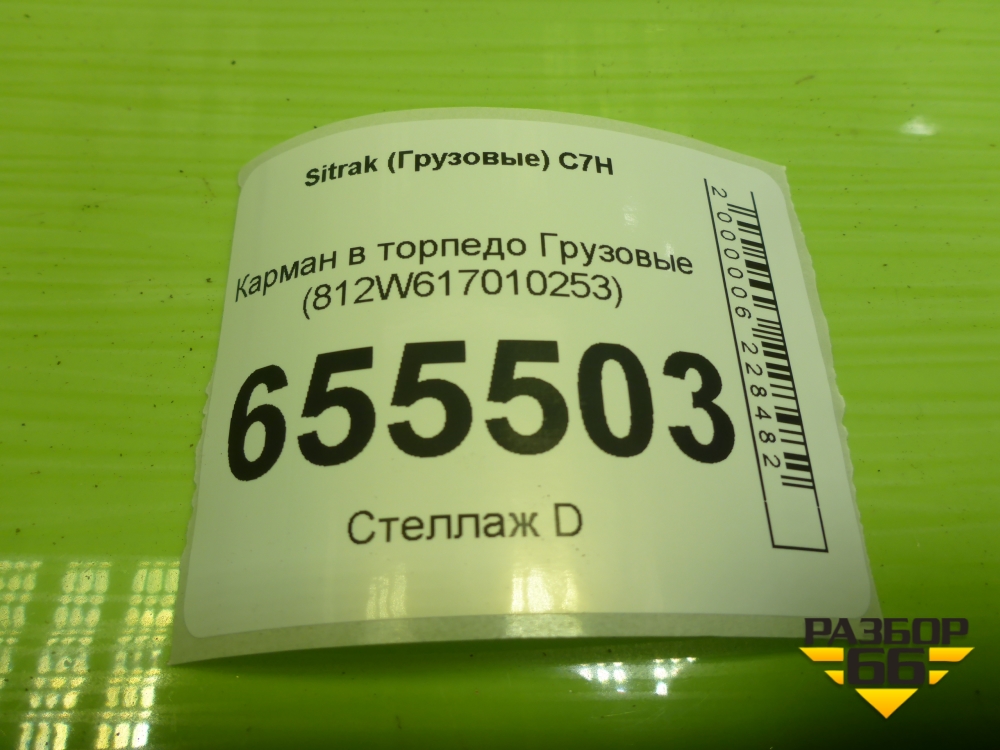 Sitrak (Грузовые) C7H
Карман в торпедо Грузовые
(812W617010253)
655503
Стеллаж D
2000006228482
РАЗБОР
66